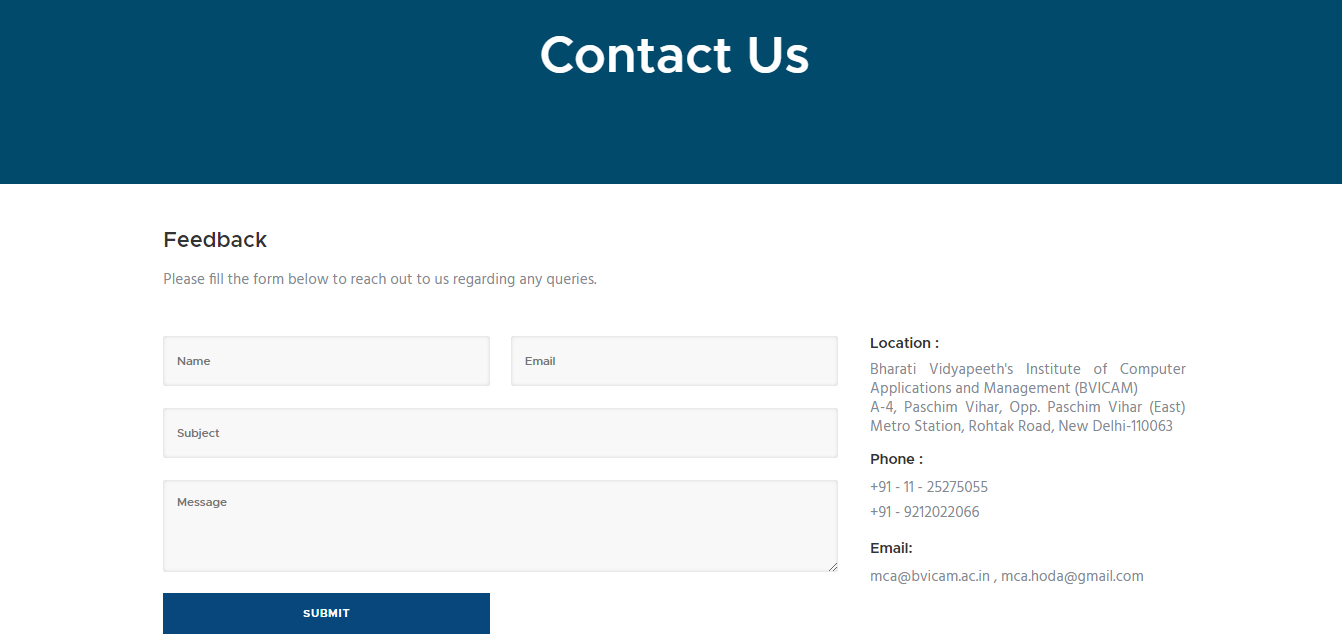 Contact Us
Feedback
Please fill the form below to reach out to us regarding any queries.
Name
Email
Subject
Message
SUBMIT
Location :
Bharati Vidyapeeth's Institute of Computer
Applications and Management (BVICAM)
A-4, Paschim Vihar, Opp. Paschim Vihar (East)
Metro Station, Rohtak Road, New Delhi-110063
Phone :
+91 - 11 - 25275055
+91 - 9212022066
Email:
mca@bvicam.ac.in , mca.hoda@gmail.com